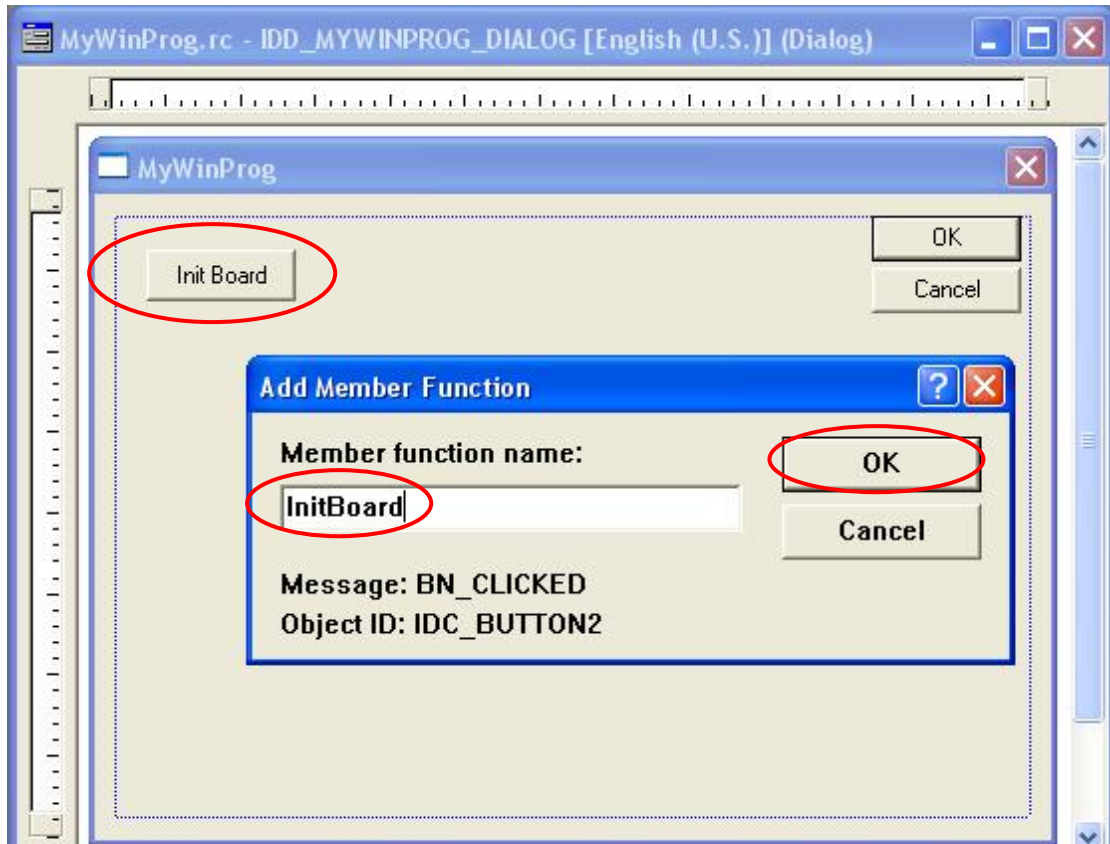 MyWinProg.rc - IDD_MYWINPROG_DIALOG [English (U.S.)] (Dialog)
MyWinProg
OK
Init Board
Cancel
Add Member Function
Member function name:
OK
InitBoard
Cancel
Message: BN_CLICKED
Object ID: IDC_BUTTON2